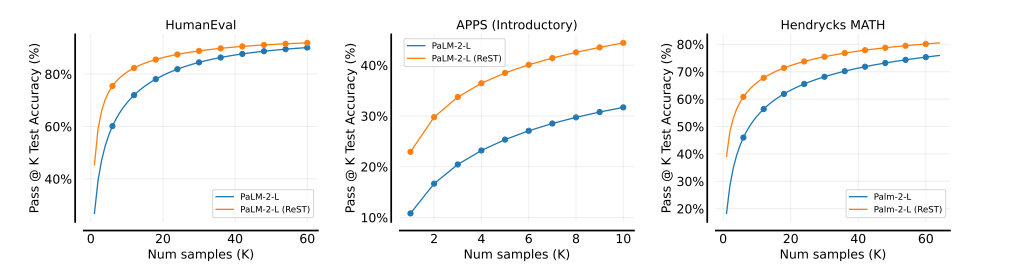 HumanEval
Pass @ K Test Accuracy (%)
80%
60%
40%
0
20
40
60
Num samples (K)
PaLM-2-L
PaLM-2-L (ReST)
APPS (Introductory)
Pass @ K Test Accuracy (%)
40%
30%
20%
10%
2
4
6
8
10
Num samples (K)
PaLM-2-L
PaLM-2-L (ReST)
Hendrycks MATH
Pass @ K Test Accuracy (%)
80%
70%
60%
50%
40%
30%
20%
0
20
40
60
Num samples (K)
Palm-2-L
Palm-2-L (ReST)